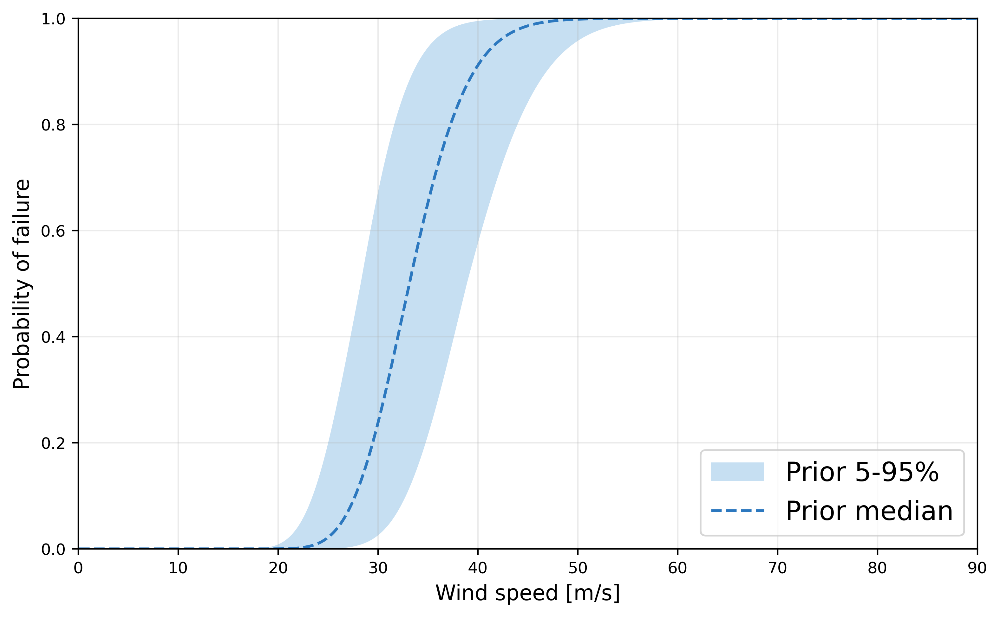 1.0
0.8
0.6
0.4
0.2
0.0
Probability of failure
0 10 20 30 40 50 60 70 80 90
Wind speed [m/s]
Prior 5-95%
Prior median